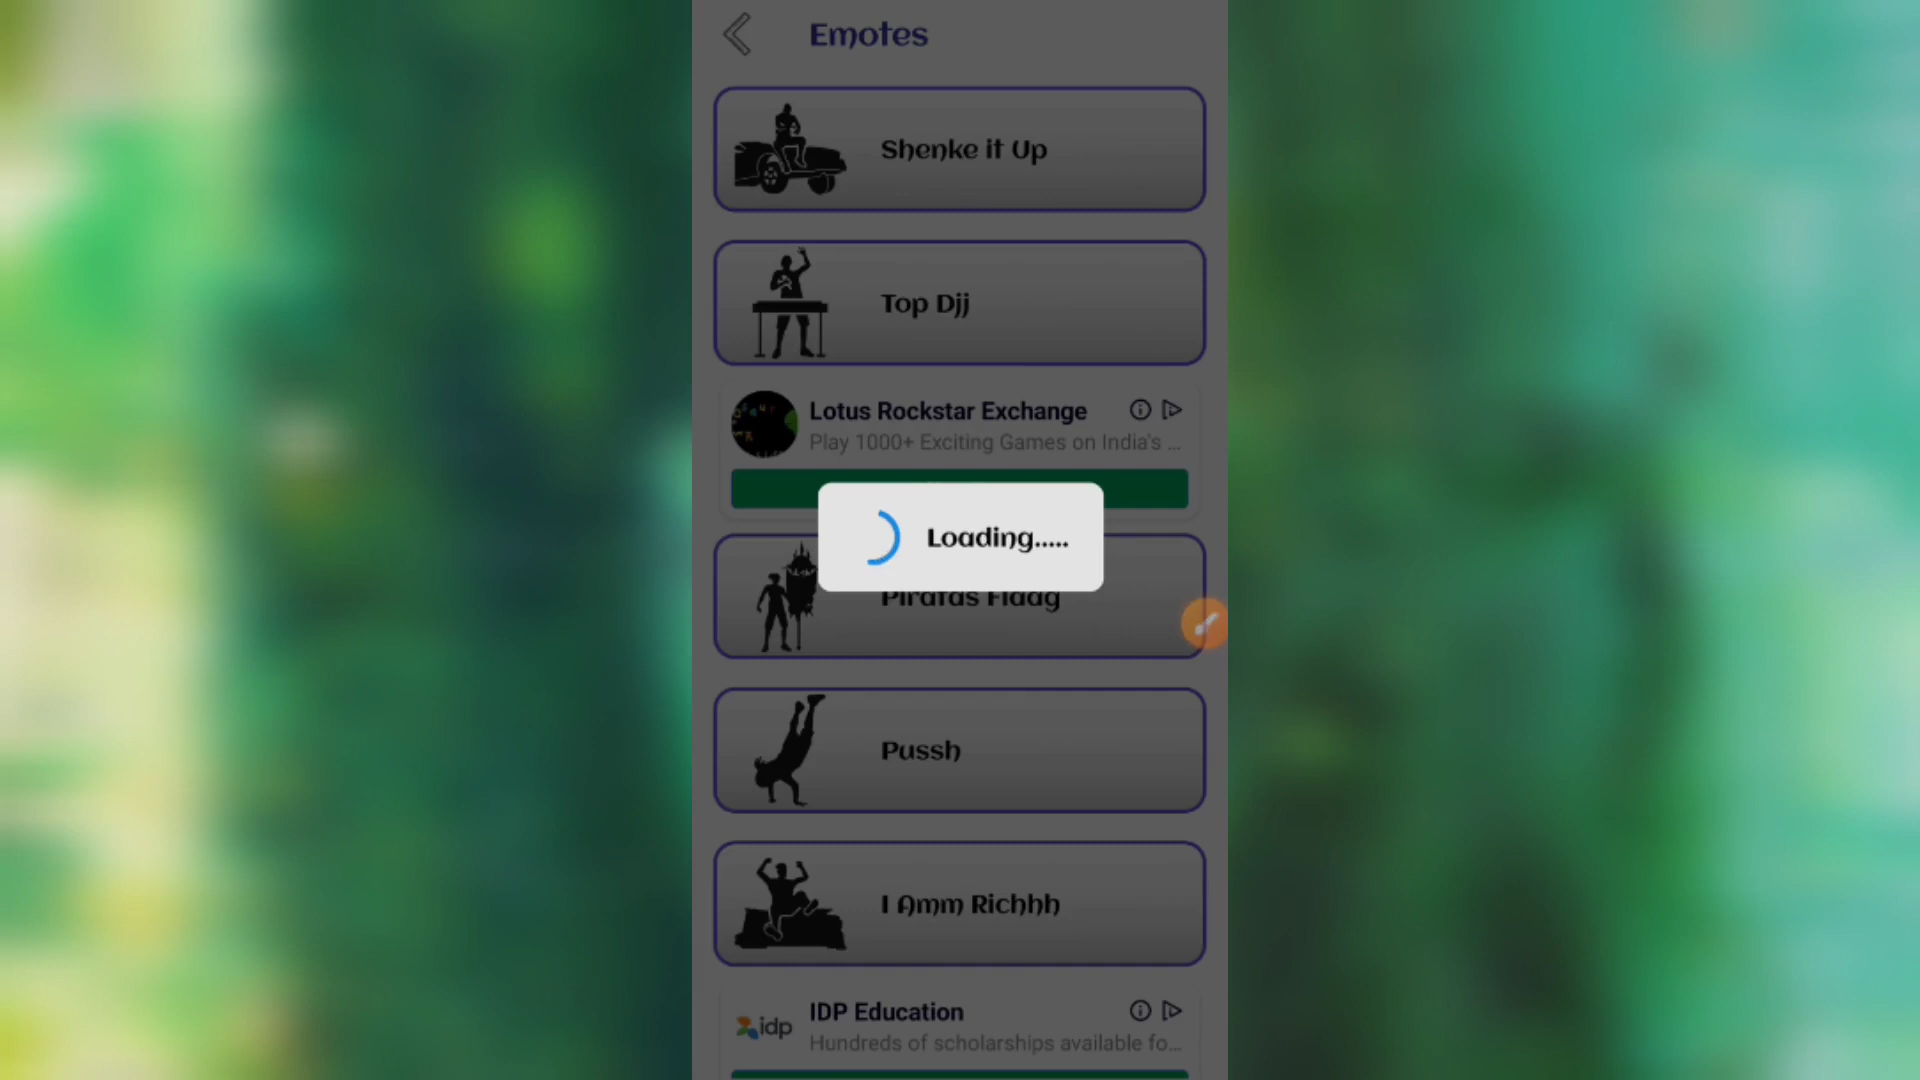 Emotes
Shenke it Up
Top Djj
Lotus Rockstar Exchange
Play 1000+ Exciting Games on India's ...
Loading.....
Piratas Flaag
Pussh
I Amm Richhh
idp
IDP Education
Hundreds of scholarships available fo...